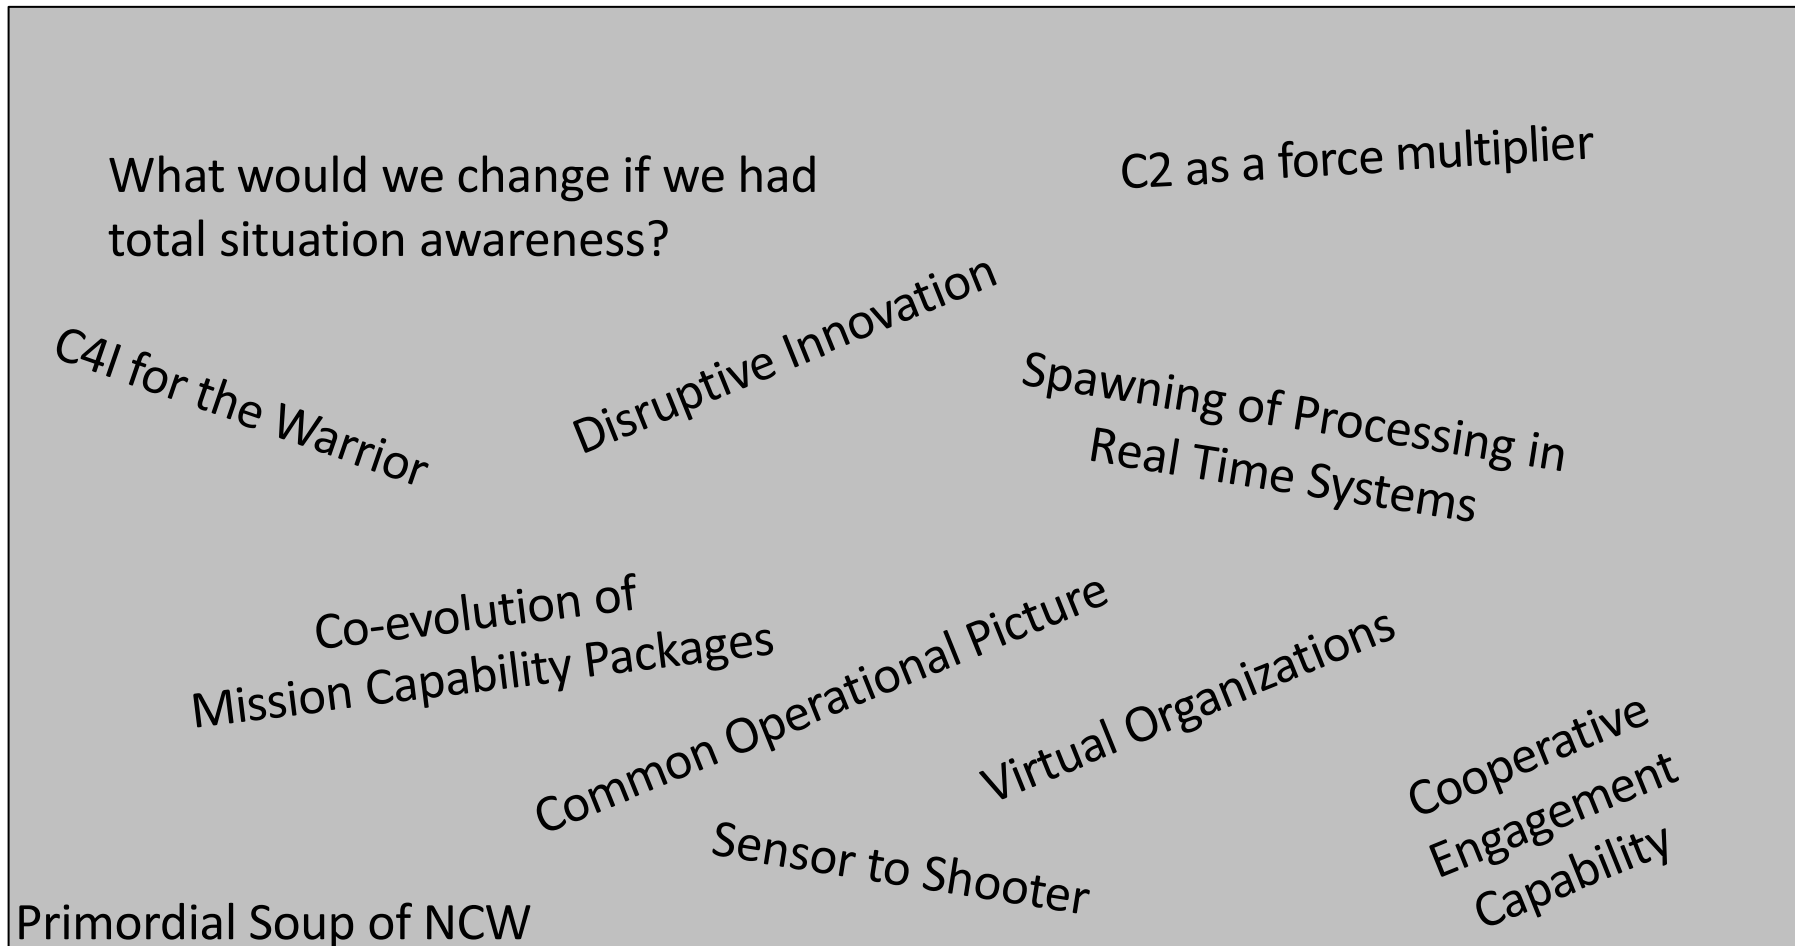 What would we change if we had
total situation awareness?
C2 as a force multiplier
C4I for the Warrior
Disruptive Innovation
Spawning of Processing in
Real Time Systems
Co-evolution of
Mission Capability Packages
Common Operational Picture
Virtual Organizations
Cooperative
Engagement
Capability
Sensor to Shooter
Primordial Soup of NCW